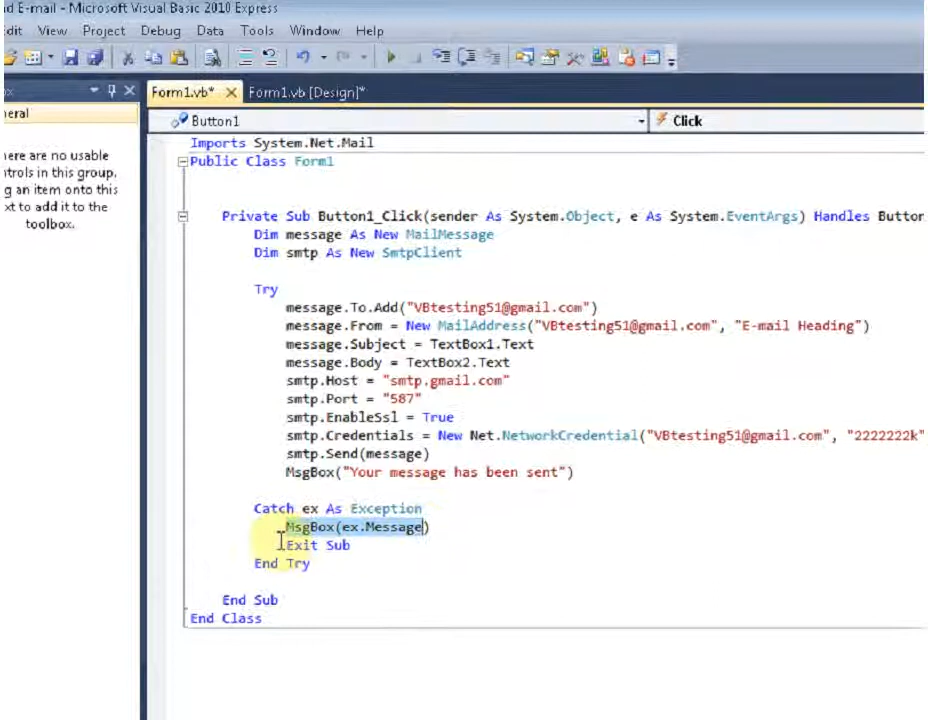 d E-mail - Microsoft Visual Basic 2010 Express
dit View Project Debug Data Tools Window Help
Form1.vb* Form1.vb [Design]*
neral
Button1 Click
here are no usable
ntrols in this group.
g an item onto this
xt to add it to the
toolbox.
Imports System.Net.Mail
Public Class Form1
Private Sub Button1_Click(sender As System.Object, e As System.EventArgs) Handles Button
Dim message As New MailMessage
Dim smtp As New SmtpClient
Try
message.To.Add("VBtesting51@gmail.com")
message.From = New MailAddress("VBtesting51@gmail.com", "E-mail Heading")
message.Subject = TextBox1.Text
message.Body = TextBox2.Text
smtp.Host = "smtp.gmail.com"
smtp.Port = "587"
smtp.EnableSsl = True
smtp.Credentials = New Net.NetworkCredential("VBtesting51@gmail.com", "2222222k"
smtp.Send(message)
MsgBox("Your message has been sent")
Catch ex As Exception
MsgBox(ex.Message)
Exit Sub
End Try
End Sub
End Class